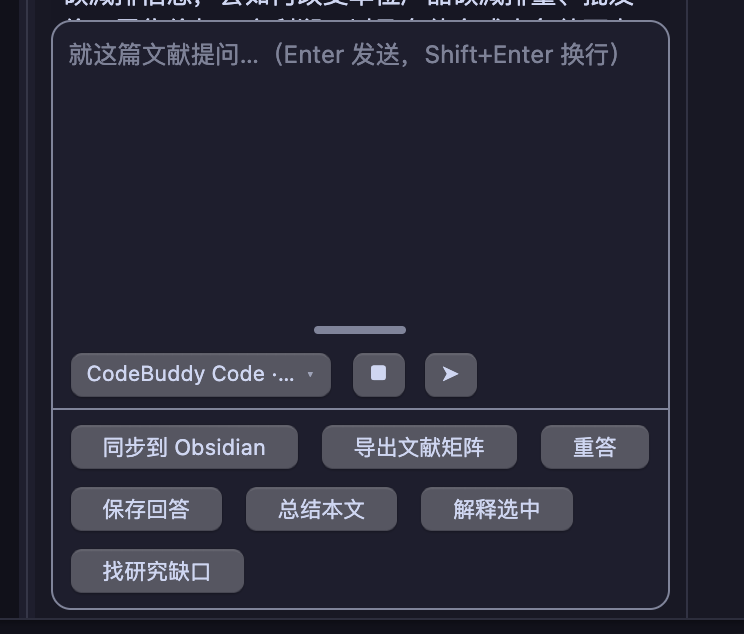 就这篇文献提问...（Enter 发送，Shift+Enter 换行）
CodeBuddy Code ·...
同步到 Obsidian
导出文献矩阵
重答
保存回答
总结本文
解释选中
找研究缺口